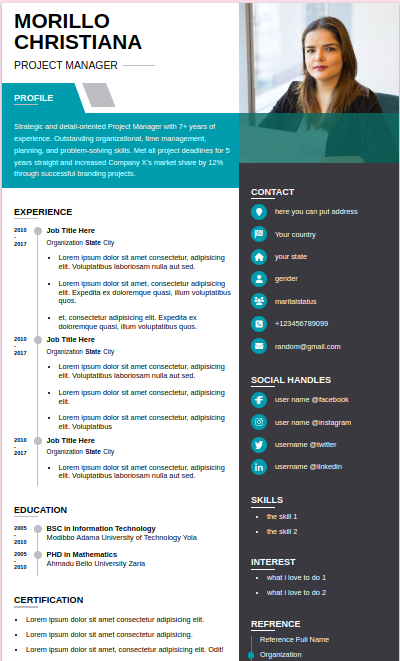 MORILLO
CHRISTIANA
PROJECT MANAGER
PROFILE
Strategic and detail-oriented Project Manager with 7+ years of
experience. Outstanding organizational, time management,
planning, and problem-solving skills. Met all project deadlines for 5
years straight and increased Company X's market share by 12%
through successful branding projects.
EXPERIENCE
2010
-
2017
Job Title Here
Organization State City
• Lorem ipsum dolor sit amet consectetur, adipisicing
elit. Voluptatus laboriosam nulla aut sed.
• Lorem ipsum dolor sit amet, consectetur adipisicing
elit. Expedita ex doloremque quasi, illum voluptatibus
quos.
• et, consectetur adipisicing elit. Expedita ex
doloremque quasi, illum voluptatibus quos.
2010
-
2017
Job Title Here
Organization State City
• Lorem ipsum dolor sit amet consectetur, adipisicing
elit. Voluptatus laboriosam nulla aut sed.
• Lorem ipsum dolor sit amet consectetur, adipisicing
elit.
• Lorem ipsum dolor sit amet consectetur, adipisicing
elit. Voluptatus
2010
-
2017
Job Title Here
Organization State City
• Lorem ipsum dolor sit amet consectetur, adipisicing
elit. Voluptatus laboriosam nulla aut sed.
EDUCATION
2005
-
2010
BSC in Information Technology
Modibbo Adama University of Technology Yola
2005
-
2010
PHD in Mathematics
Ahmadu Bello University Zaria
CERTIFICATION
• Lorem ipsum dolor sit amet consectetur adipisicing elit.
• Lorem ipsum dolor sit amet consectetur adipisicing.
• Lorem ipsum dolor sit amet, consectetur adipisicing elit. Odit!
CONTACT
here you can put address
Your country
your state
gender
maritalstatus
+123456789099
random@gmail.com
SOCIAL HANDLES
user name @facebook
user name @instagram
username @twitter
username @linkedin
SKILLS
• the skill 1
• the skill 2
INTEREST
• what i love to do 1
• what i love to do 2
REFRENCE
Reference Full Name
Organization